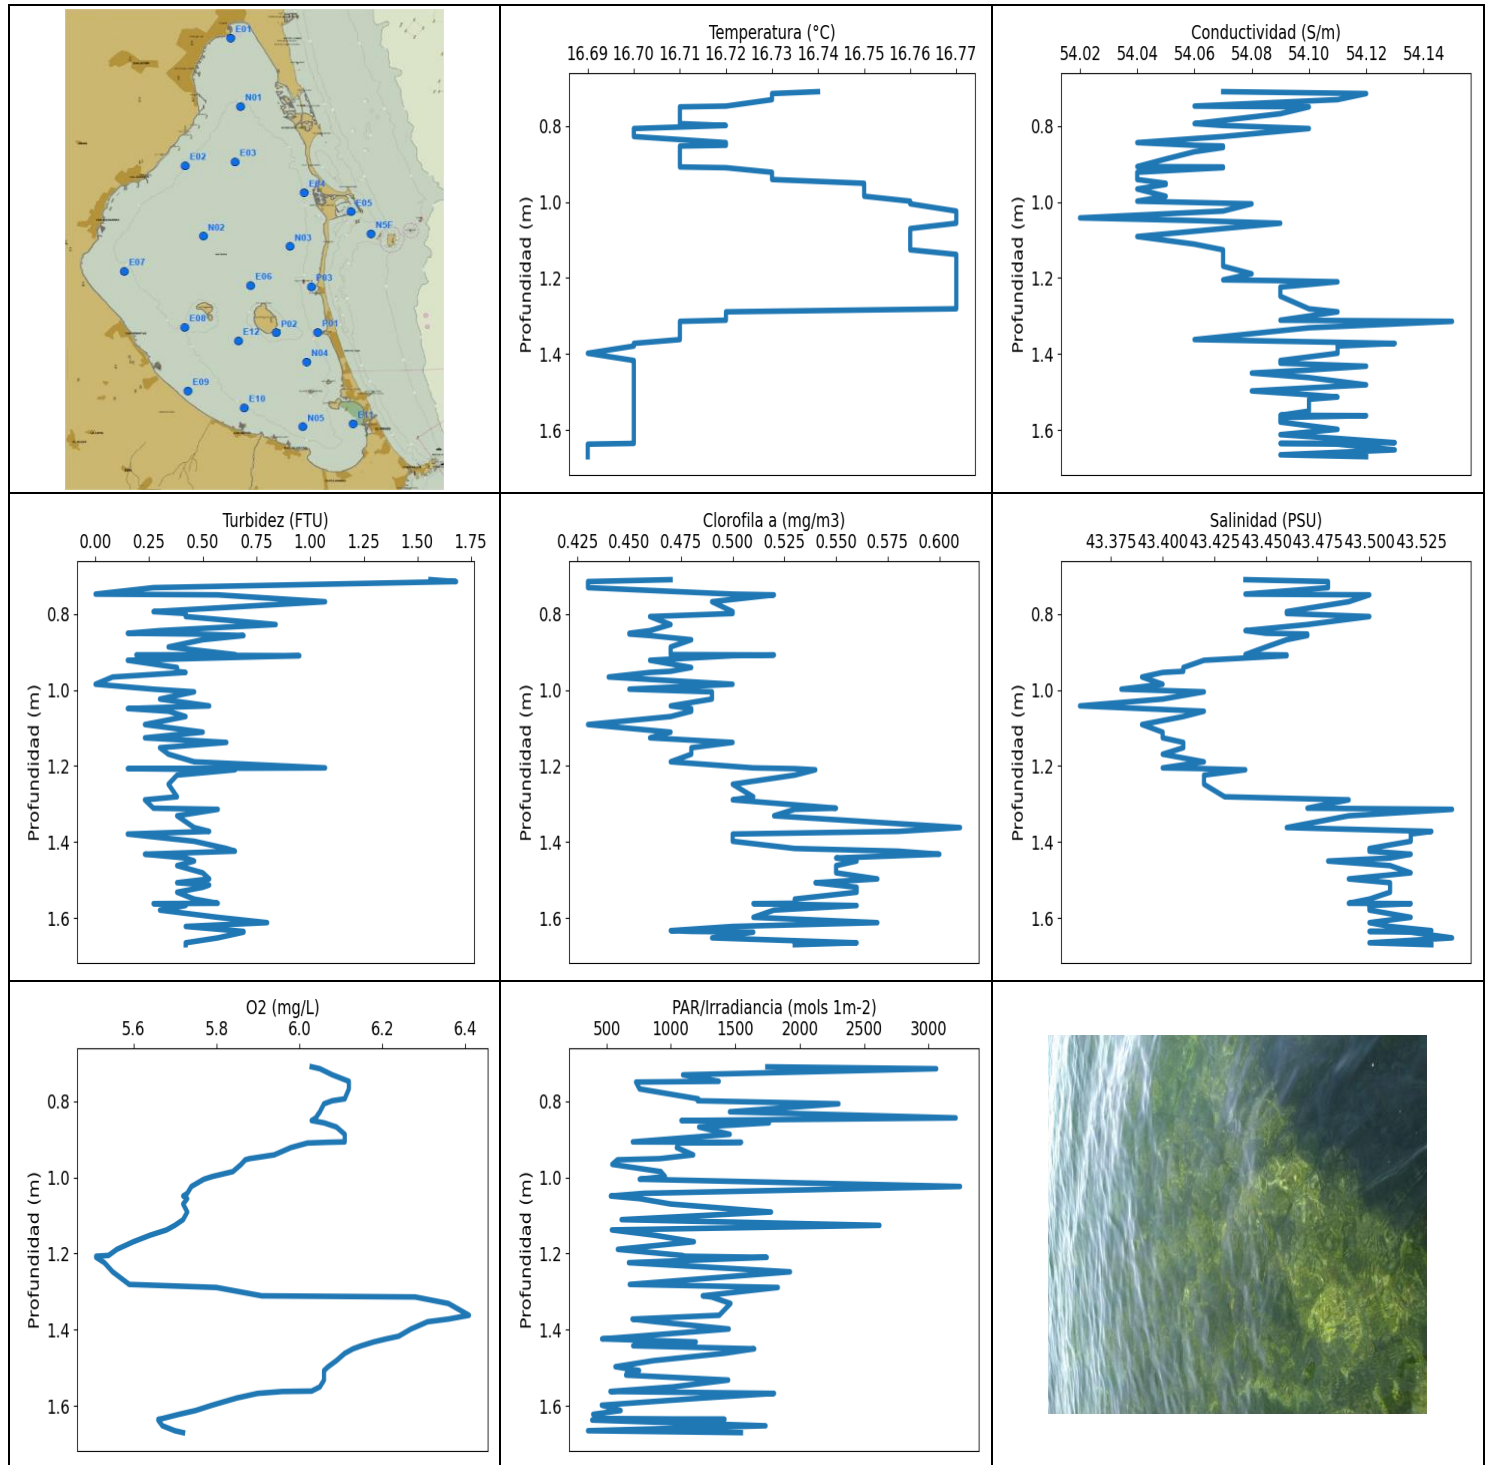 E01
N01
E02
E03
E04
E05
N5F
N02
N03
E07
E06
P03
E08
E12
P02
P01
N04
E09
E10
N05
E11
Temperatura (°C)
16.69 16.70 16.71 16.72 16.73 16.74 16.75 16.76 16.77
Profundidad (m)
0.8
1.0
1.2
1.4
1.6
Conductividad (S/m)
54.02 54.04 54.06 54.08 54.10 54.12 54.14
Profundidad (m)
0.8
1.0
1.2
1.4
1.6
Turbidez (FTU)
0.00 0.25 0.50 0.75 1.00 1.25 1.50 1.75
Profundidad (m)
0.8
1.0
1.2
1.4
1.6
Clorofila a (mg/m3)
0.425 0.450 0.475 0.500 0.525 0.550 0.575 0.600
Profundidad (m)
0.8
1.0
1.2
1.4
1.6
Salinidad (PSU)
43.375 43.400 43.425 43.450 43.475 43.500 43.525
Profundidad (m)
0.8
1.0
1.2
1.4
1.6
O2 (mg/L)
5.6 5.8 6.0 6.2 6.4
Profundidad (m)
0.8
1.0
1.2
1.4
1.6
PAR/Irradiancia (mols 1m-2)
500 1000 1500 2000 2500 3000
Profundidad (m)
0.8
1.0
1.2
1.4
1.6